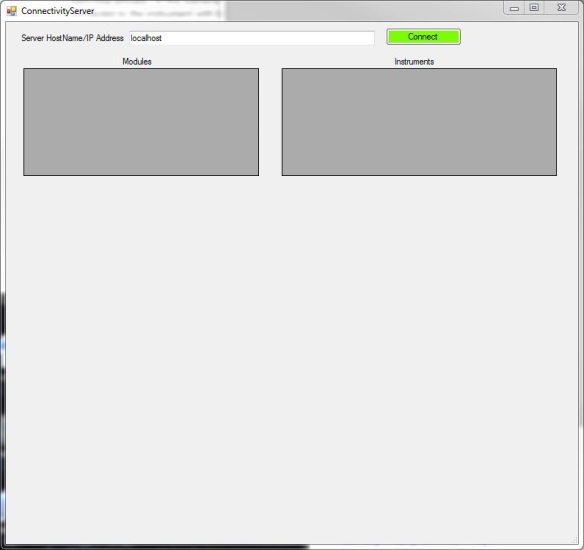 ConnectivityServer
Server HostName/IP Address localhost Connect
Modules Instruments